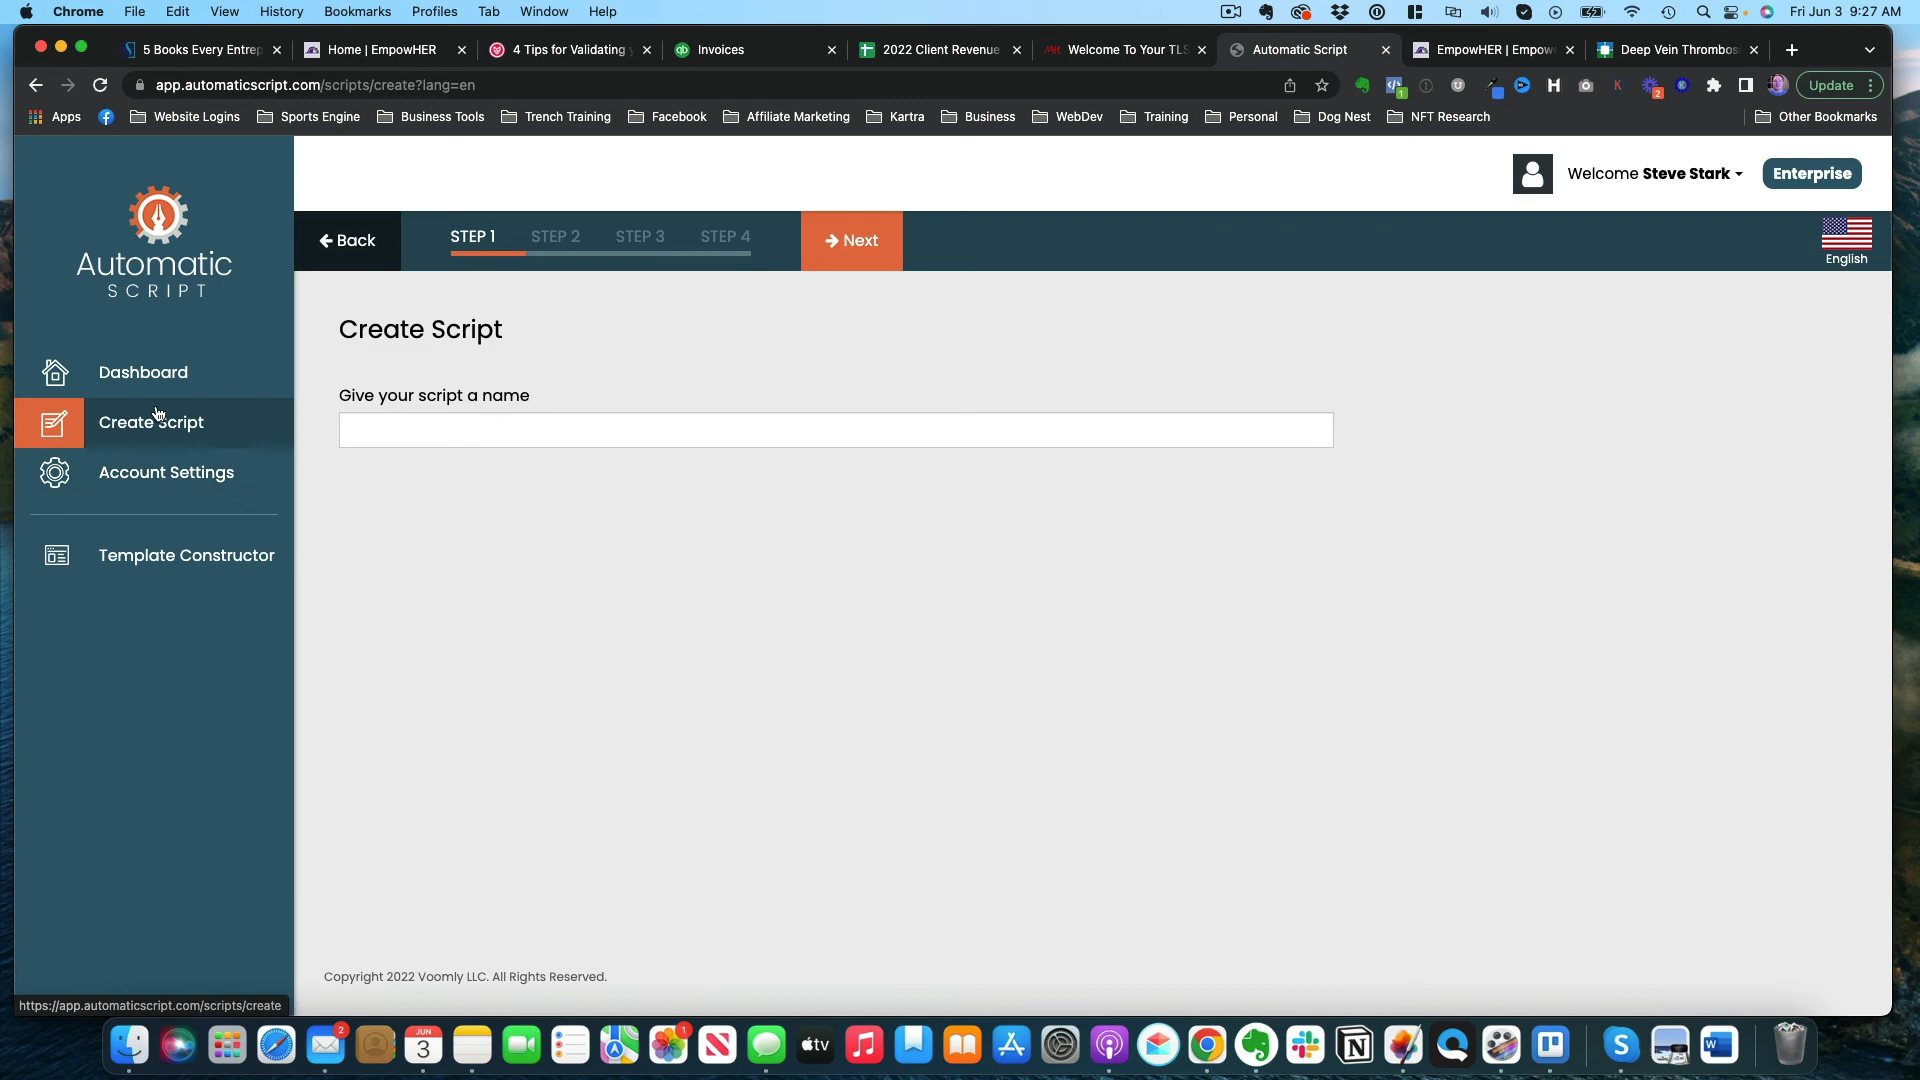 Chrome File Edit View History Bookmarks Profiles Tab Window Help
Fri Jun 3 9:27 AM
5 Books Every Entrep
Home | EmpowHER
4 Tips for Validating
Invoices
2022 Client Revenue
Welcome To Your TLS
Automatic Script
EmpowHER | Empow
Deep Vein Thrombos
app.automaticscript.com/scripts/create?lang=en
Update
Apps Website Logins Sports Engine Business Tools Trench Training Facebook Affiliate Marketing Kartra Business WebDev Training Personal Dog Nest NFT Research Other Bookmarks
Automatic
SCRIPT
Welcome Steve Stark
Enterprise
Back
STEP 1 STEP 2 STEP 3 STEP 4
Next
English
Create Script
Dashboard
Give your script a name
Create Script
Account Settings
Template Constructor
Copyright 2022 Voomly LLC. All Rights Reserved.
https://app.automaticscript.com/scripts/create
2
JUN
3
1
tv